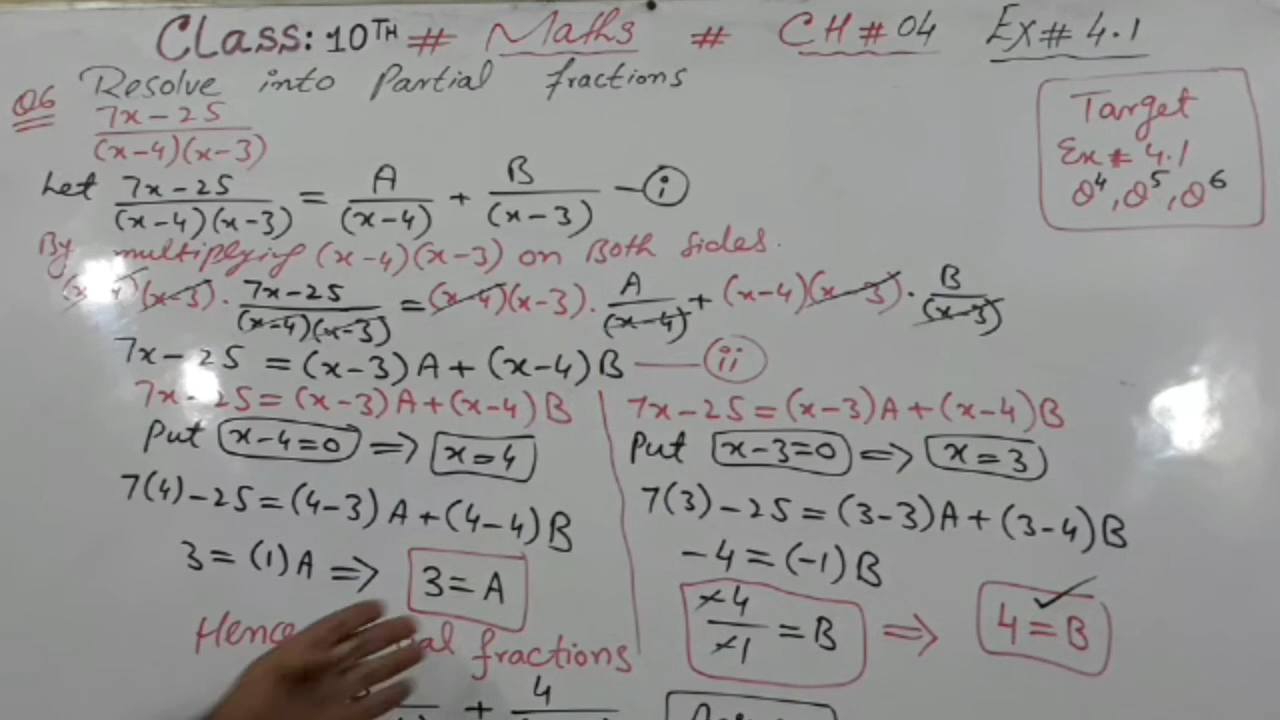 Class: 10TH # Maths # CH # 04 Ex # 4.1
Q6 Resolve into Partial fractions
7x-25
(x-4)(x-3)
Target
Ex # 4.1
Q4, Q5, Q6
Let 7x-25/(x-4)(x-3) = A/(x-4) + B/(x-3) — (i)
By multiplying (x-4)(x-3) on Both sides.
(x-3) . 7x-25/(x-4)(x-3) = (x-4)(x-3) . A/(x-4) + (x-4)(x-3) . B/(x-3)
7x-25 = (x-3)A + (x-4)B — (ii)
7x-25 = (x-3)A + (x-4)B
Put x-4=0 => x=4
7(4)-25 = (4-3)A + (4-4)B
3 = (1)A => 3=A
7x-25 = (x-3)A + (x-4)B
Put x-3=0 => x=3
7(3)-25 = (3-3)A + (3-4)B
-4 = (-1)B
-4/-1 = B => 4=B
fractions
+ 4